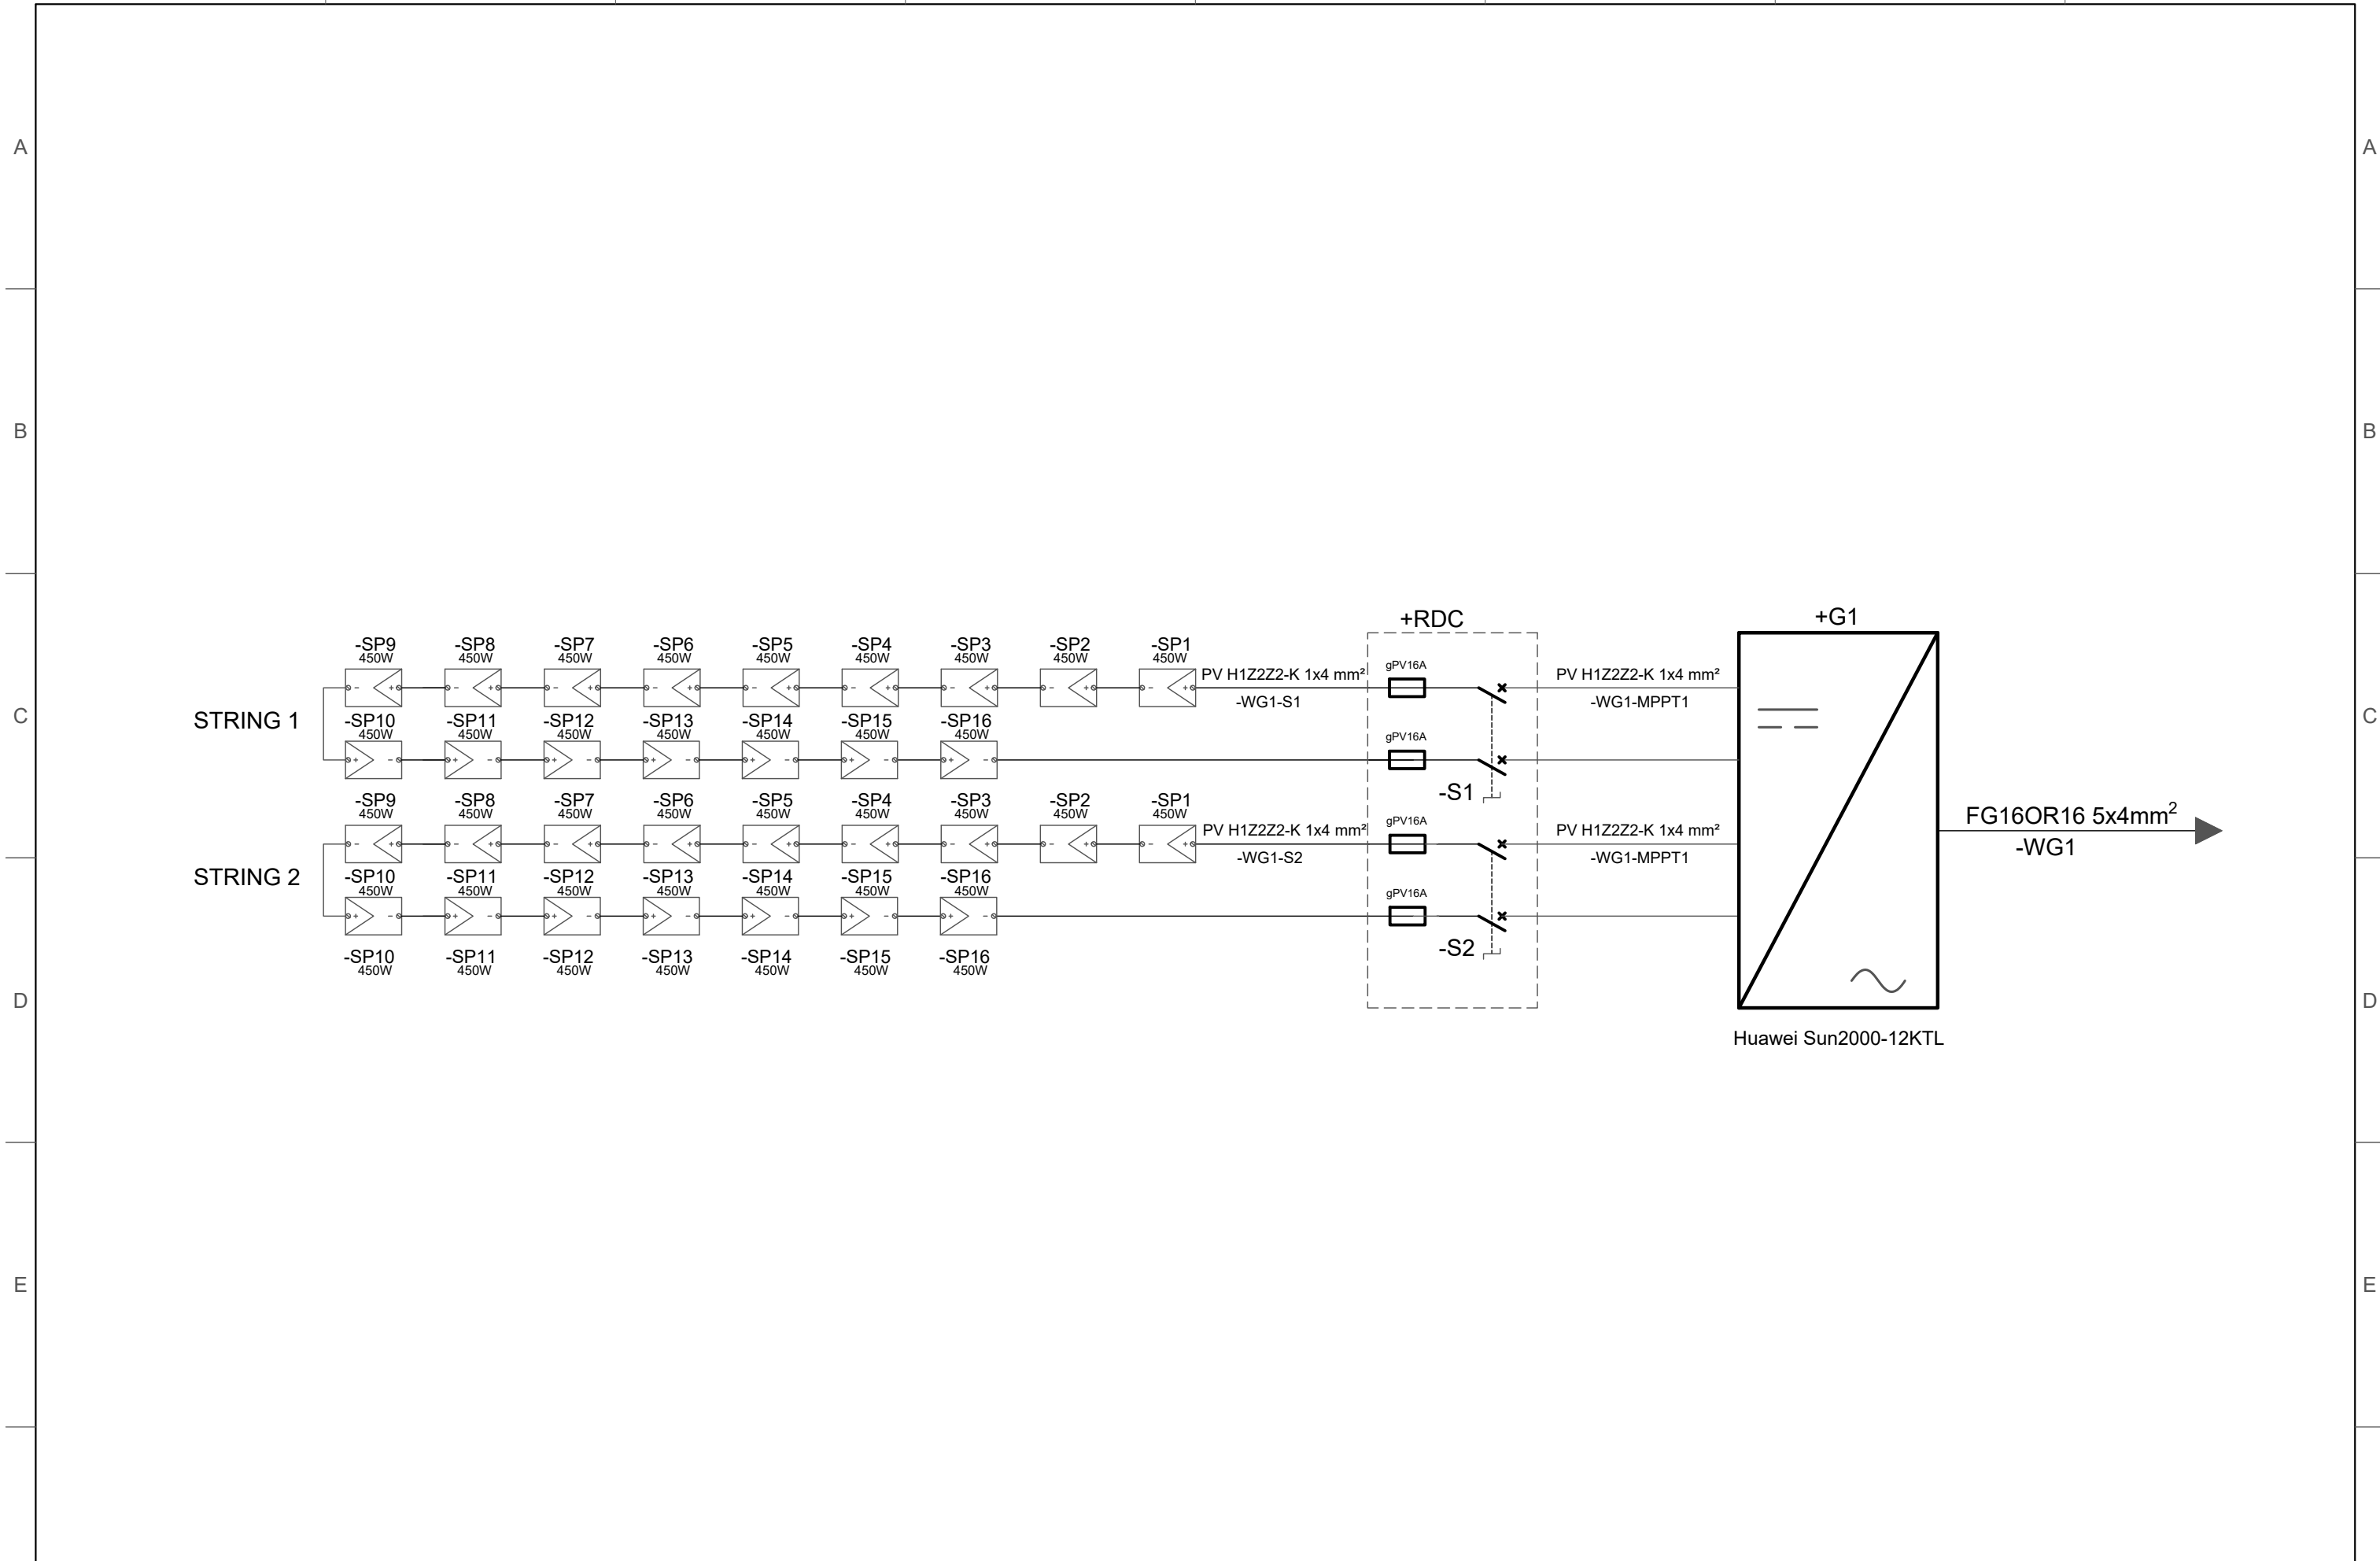 A A
B B
+RDC +G1
-SP9 -SP8 -SP7 -SP6 -SP5 -SP4 -SP3 -SP2 -SP1
450W 450W 450W 450W 450W 450W 450W 450W 450W
gPV16A
PV H1Z2Z2-K 1x4 mm² PV H1Z2Z2-K 1x4 mm²
- + - + - + - + - + - + - + - + - +
-WG1-S1 -WG1-MPPT1
C C
STRING 1
-SP10 -SP11 -SP12 -SP13 -SP14 -SP15 -SP16
450W 450W 450W 450W 450W 450W 450W
gPV16A
+ - + - + - + - + - + - + -
-S1
-SP9 -SP8 -SP7 -SP6 -SP5 -SP4 -SP3 -SP2 -SP1
450W 450W 450W 450W 450W 450W 450W 450W 450W
FG16OR16 5x4mm²
gPV16A
PV H1Z2Z2-K 1x4 mm² PV H1Z2Z2-K 1x4 mm²
- + - + - + - + - + - + - + - + - +
-WG1
-WG1-S2 -WG1-MPPT1
STRING 2
-SP10 -SP11 -SP12 -SP13 -SP14 -SP15 -SP16
450W 450W 450W 450W 450W 450W 450W
gPV16A
+ - + - + - + - + - + - + -
-S2
-SP10 -SP11 -SP12 -SP13 -SP14 -SP15 -SP16
450W 450W 450W 450W 450W 450W 450W
D D
Huawei Sun2000-12KTL
E E